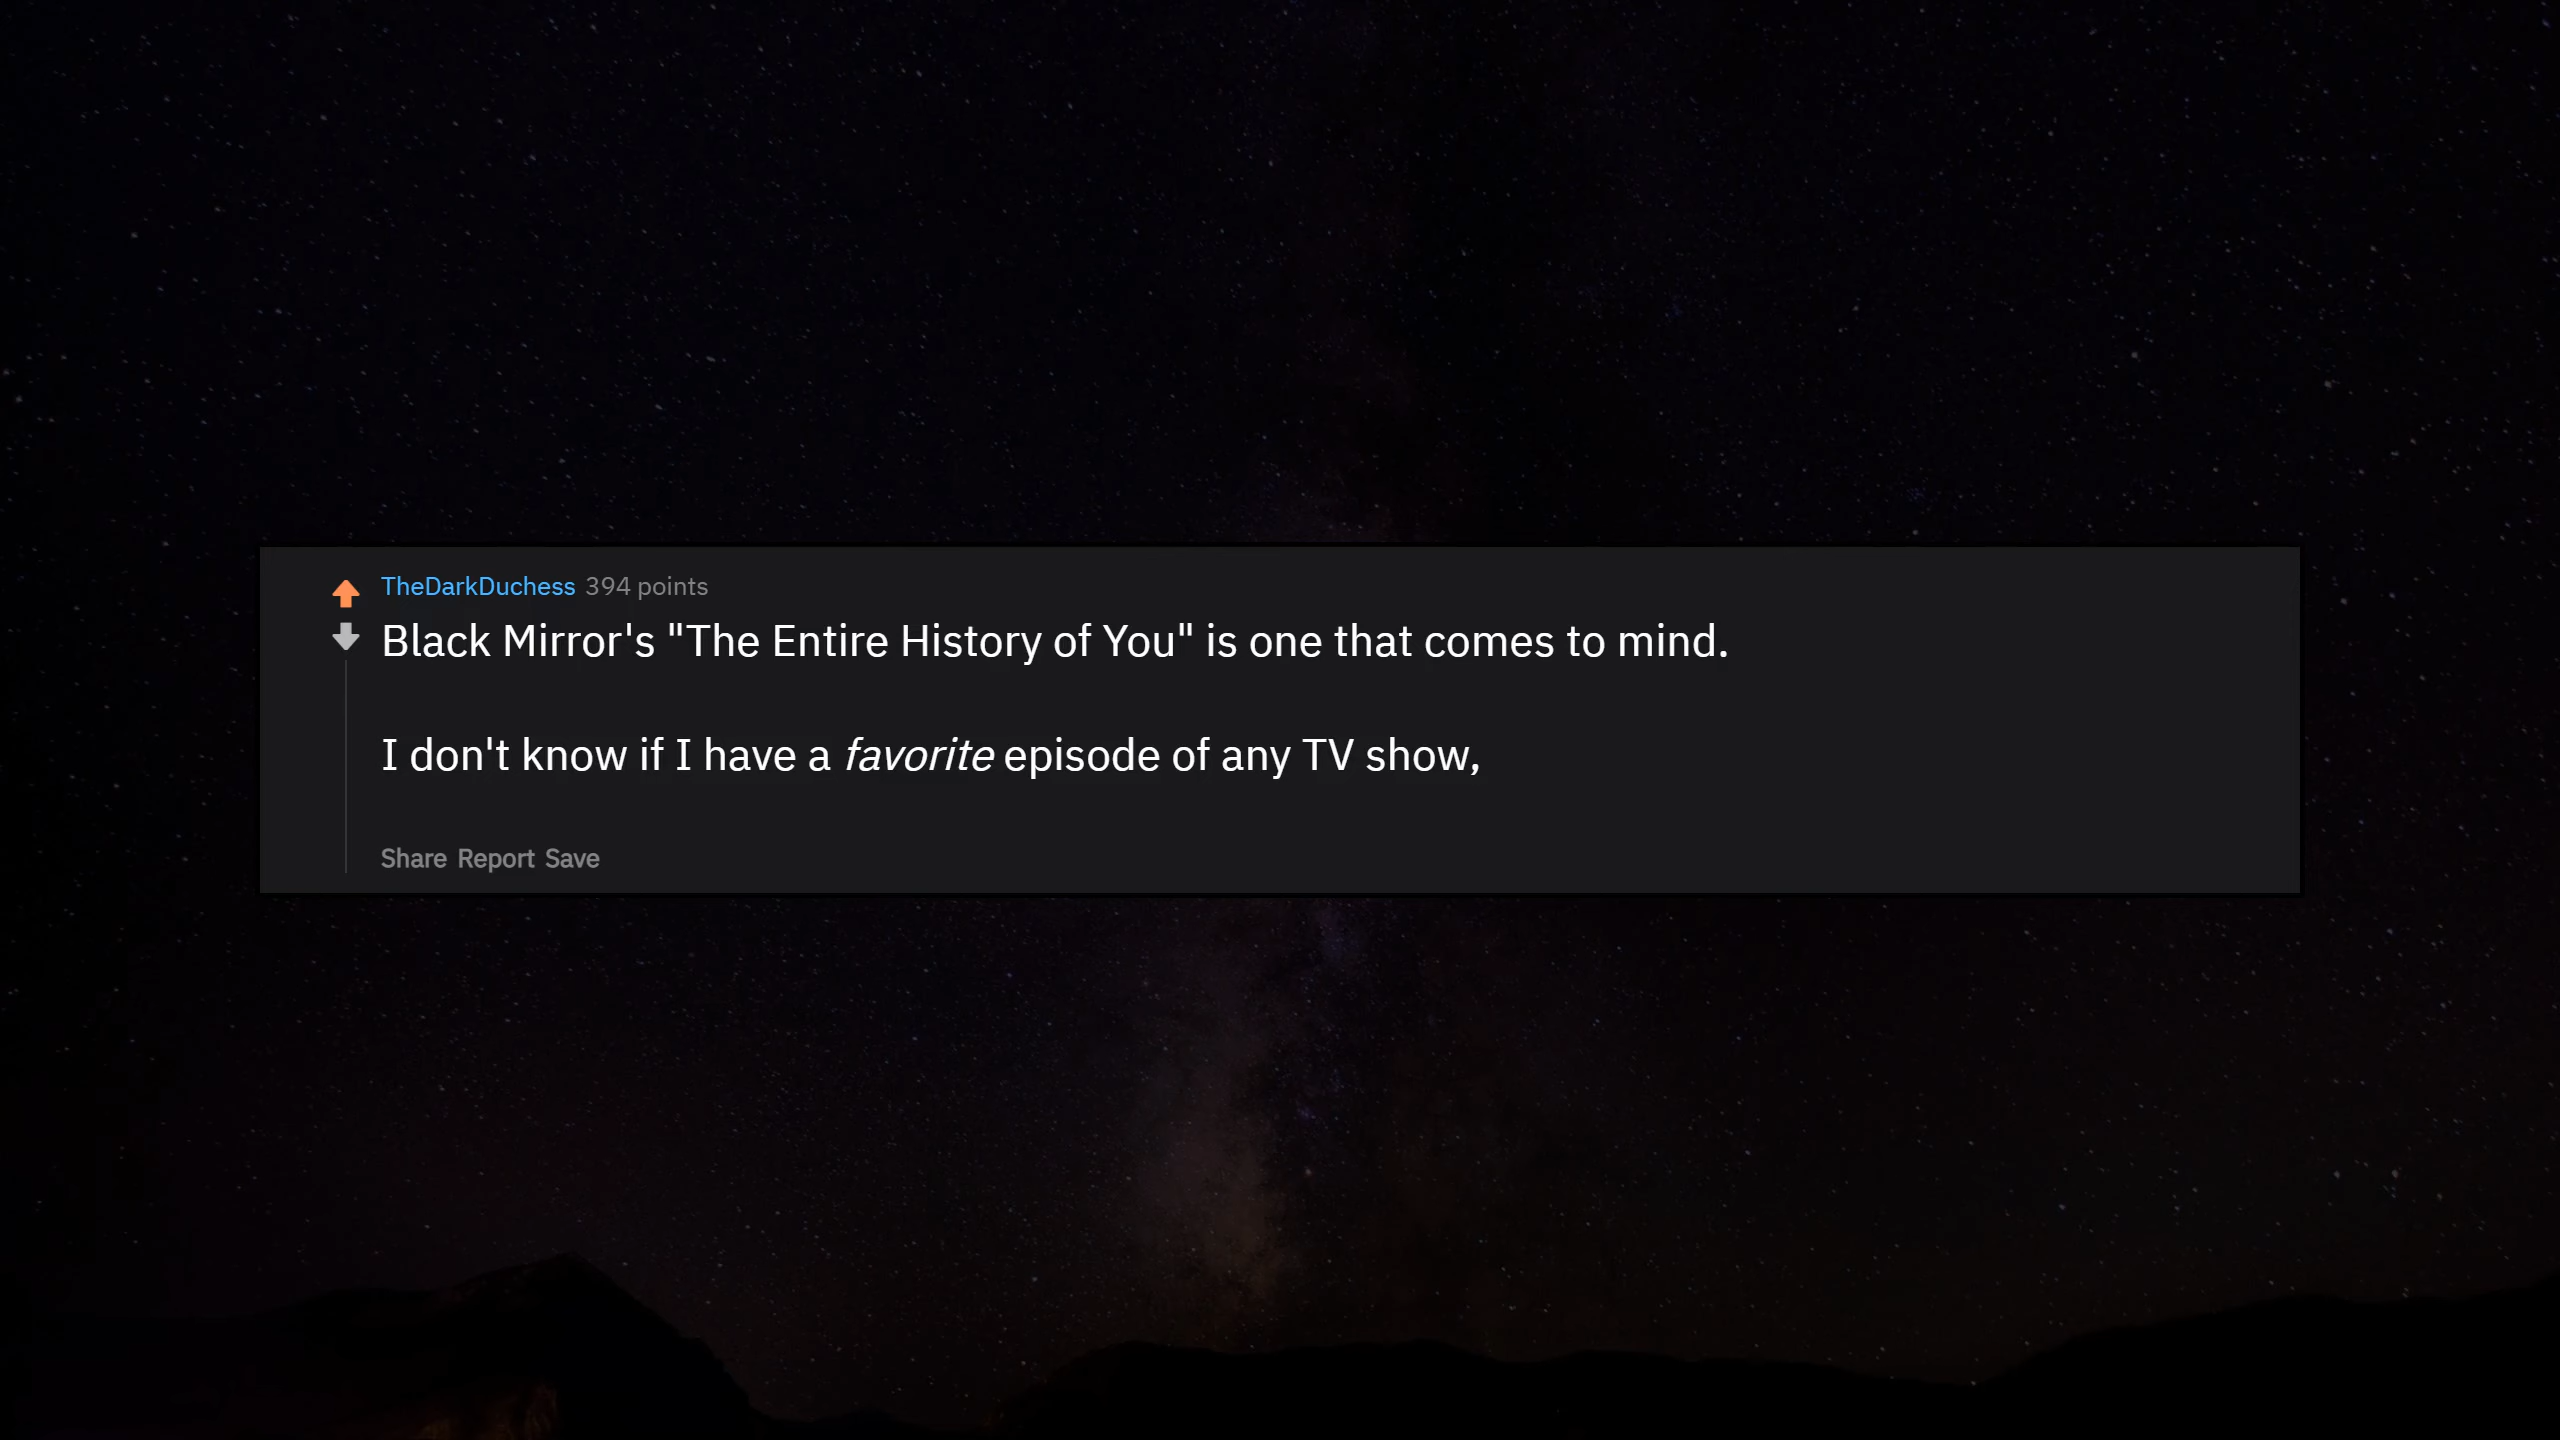 TheDarkDuchess 394 points
Black Mirror's "The Entire History of You" is one that comes to mind.
I don't know if I have a favorite episode of any TV show,
Share Report Save